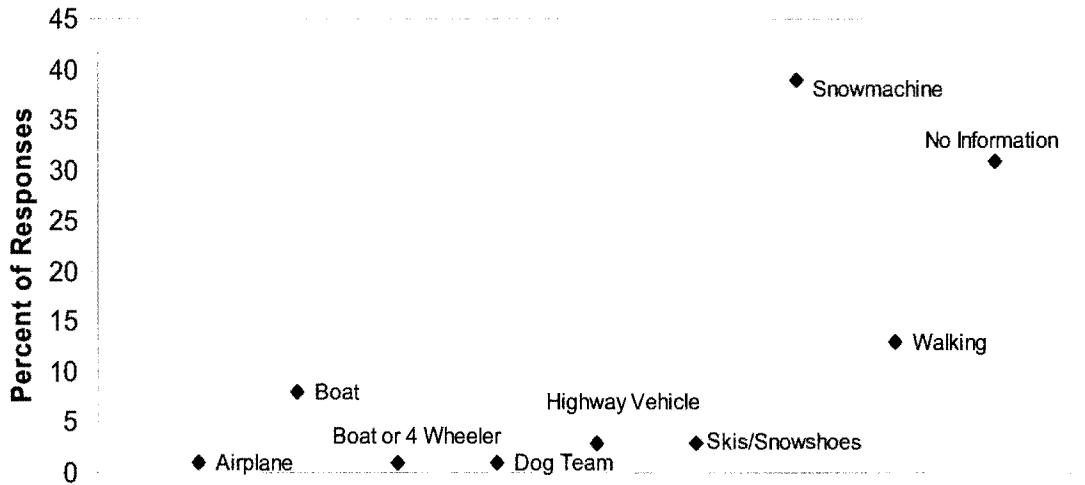 45
40
35
30
25
20
15
10
5
0
Percent of Responses
Snowmachine
No Information
Walking
Boat
Highway Vehicle
Boat or 4 Wheeler
Skis/Snowshoes
Airplane
Dog Team